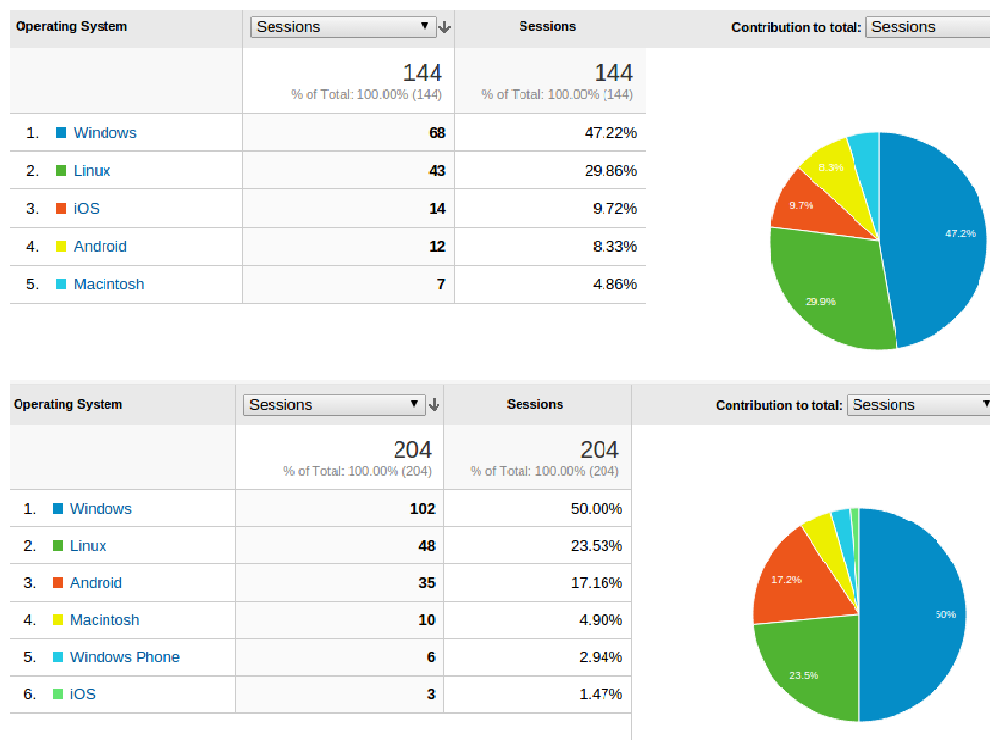 Operating System Sessions Sessions Contribution to total: Sessions
144 144
% of Total: 100.00% (144) % of Total: 100.00% (144)
1. Windows 68 47.22%
2. Linux 43 29.86%
3. iOS 14 9.72%
4. Android 12 8.33%
5. Macintosh 7 4.86%
8.3%
9.7%
47.2%
29.9%
Operating System Sessions Sessions Contribution to total: Sessions
204 204
% of Total: 100.00% (204) % of Total: 100.00% (204)
1. Windows 102 50.00%
2. Linux 48 23.53%
3. Android 35 17.16%
4. Macintosh 10 4.90%
5. Windows Phone 6 2.94%
6. iOS 3 1.47%
17.2%
50%
23.5%